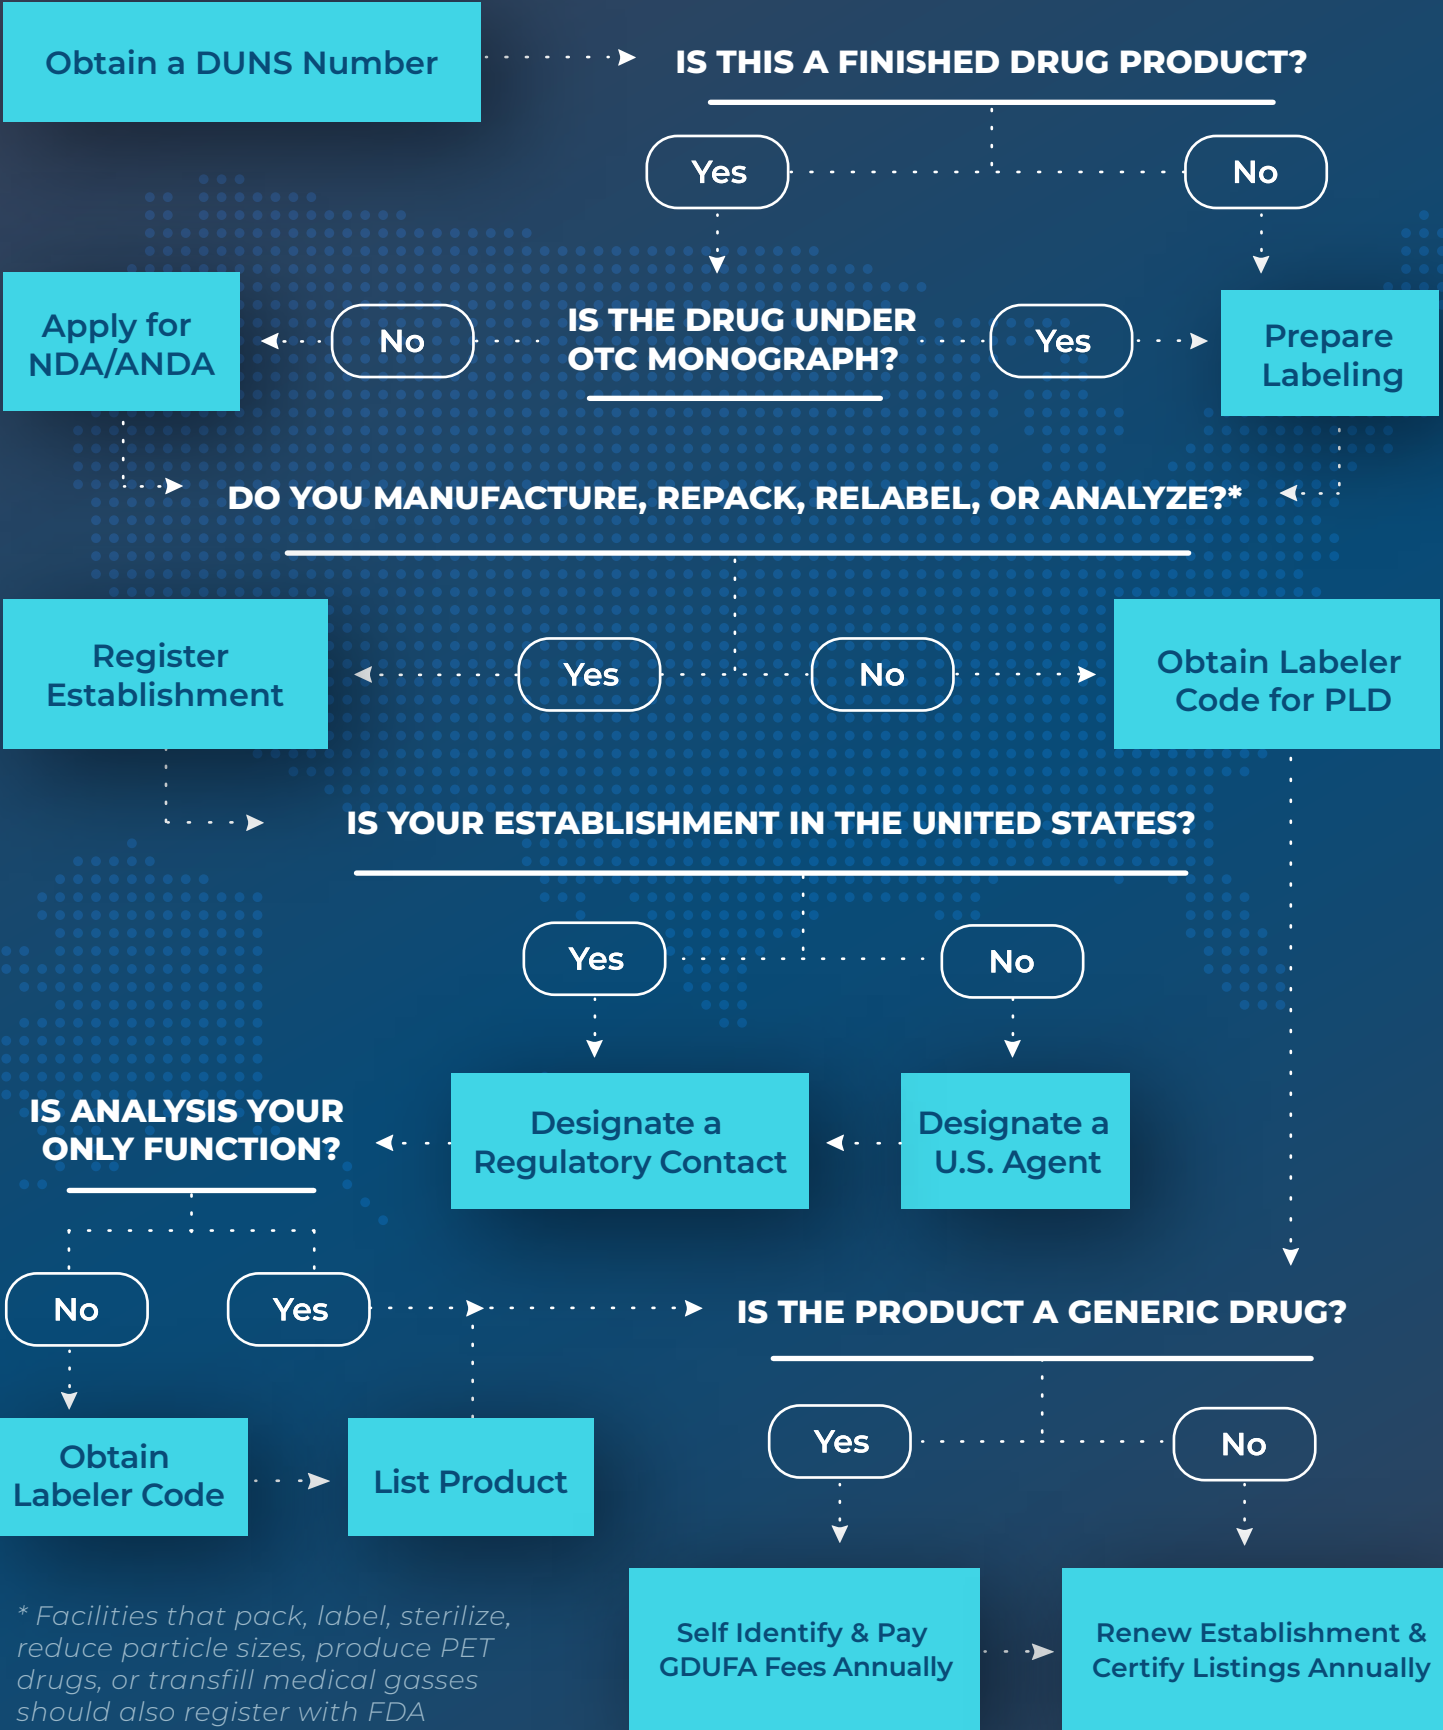 Obtain a DUNS Number
IS THIS A FINISHED DRUG PRODUCT?
Yes
No
Apply for
NDA/ANDA
No
IS THE DRUG UNDER
OTC MONOGRAPH?
Yes
Prepare
Labeling
DO YOU MANUFACTURE, REPACK, RELABEL, OR ANALYZE?*
Register
Establishment
Yes
No
Obtain Labeler
Code for PLD
IS YOUR ESTABLISHMENT IN THE UNITED STATES?
Yes
No
IS ANALYSIS YOUR
ONLY FUNCTION?
Designate a
Regulatory Contact
Designate a
U.S. Agent
No
Yes
IS THE PRODUCT A GENERIC DRUG?
Obtain
Labeler Code
List Product
Yes
No
Self Identify & Pay
GDUFA Fees Annually
Renew Establishment &
Certify Listings Annually
* Facilities that pack, label, sterilize,
reduce particle sizes, produce PET
drugs, or transfill medical gasses
should also register with FDA